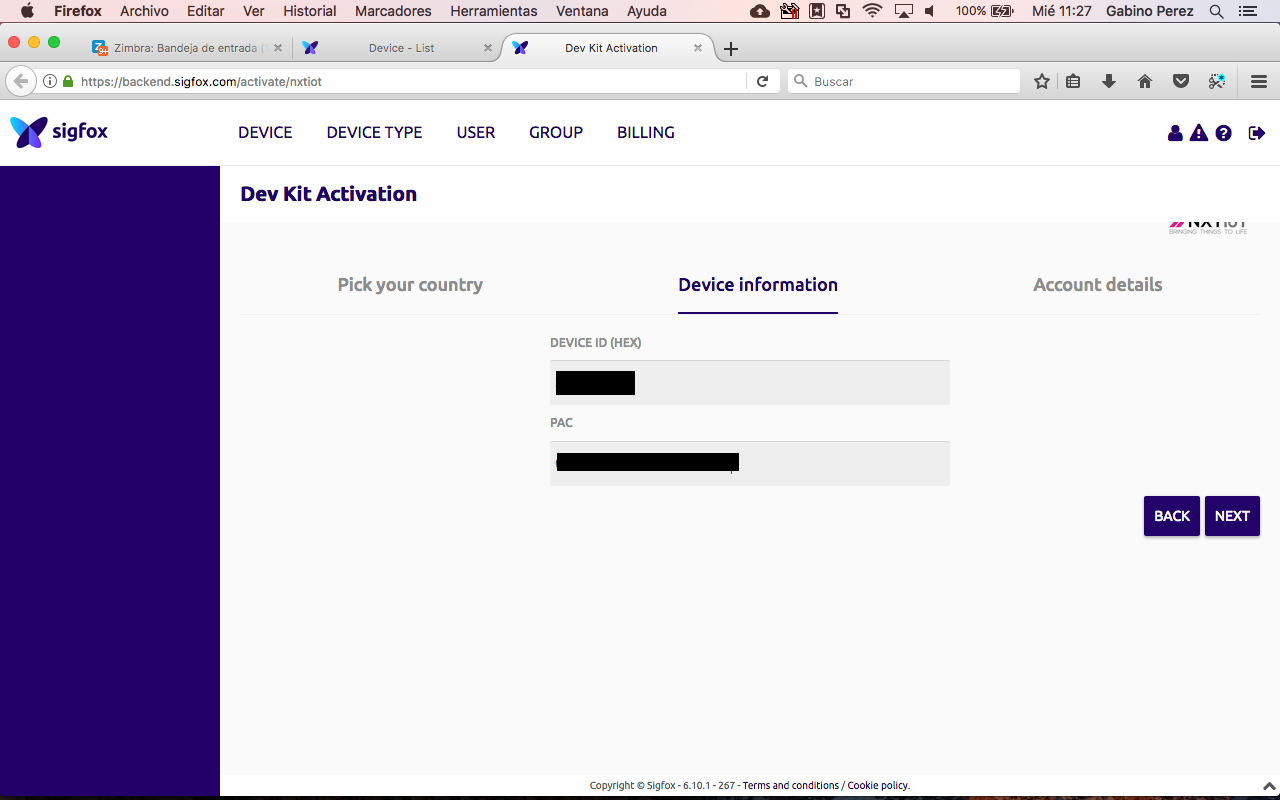 Firefox Archivo Editar Ver Historial Marcadores Herramientas Ventana Ayuda 100% Mié 11:27 Gabino Perez
Zimbra: Bandeja de entrada Device - List Dev Kit Activation
https://backend.sigfox.com/activate/nxtiot Buscar
sigfox DEVICE DEVICE TYPE USER GROUP BILLING
Dev Kit Activation
NXTIOT
BRINGING THINGS TO LIFE
Pick your country Device information Account details
DEVICE ID (HEX)
PAC
BACK NEXT
Copyright © Sigfox - 6.10.1 - 267 - Terms and conditions / Cookie policy.